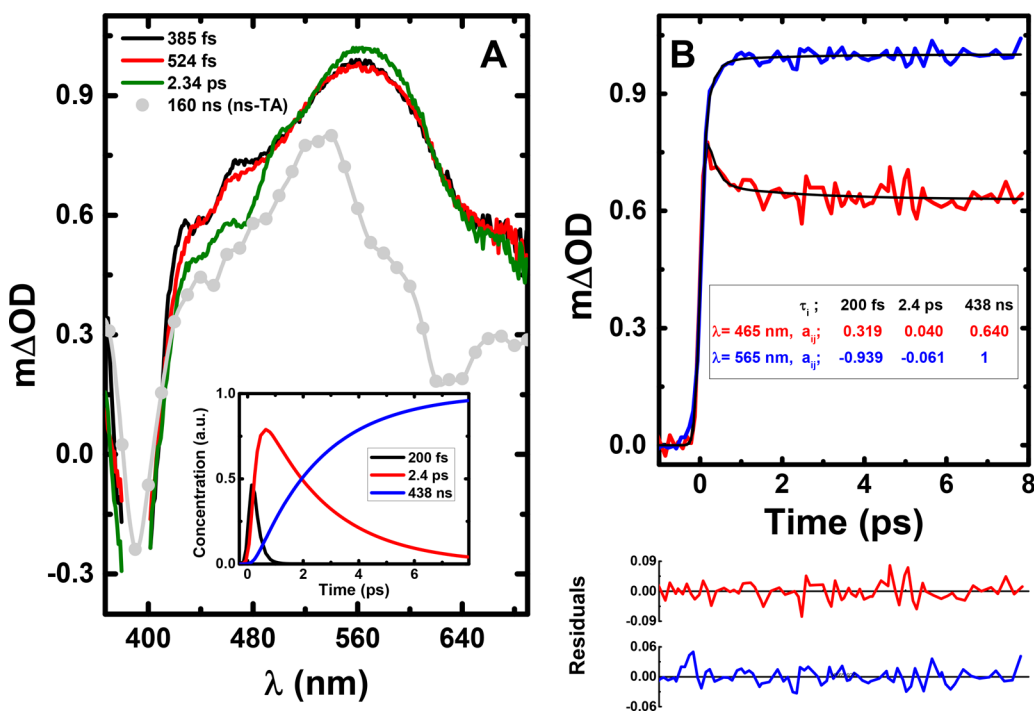 A
385 fs
524 fs
2.34 ps
160 ns (ns-TA)
mΔOD
0.9
0.6
0.3
0.0
-0.3
400 480 560 640
λ (nm)
Concentration (a.u.)
1.0
0.5
0.0
0 2 4 6
Time (ps)
200 fs
2.4 ps
438 ns
B
mΔOD
0.9
0.6
0.3
0.0
τi ; 200 fs 2.4 ps 438 ns
λ= 465 nm, aij; 0.319 0.040 0.640
λ= 565 nm, aij; -0.939 -0.061 1
0 2 4 6 8
Time (ps)
Residuals
0.09
0.00
-0.09
0.06
0.00
-0.06